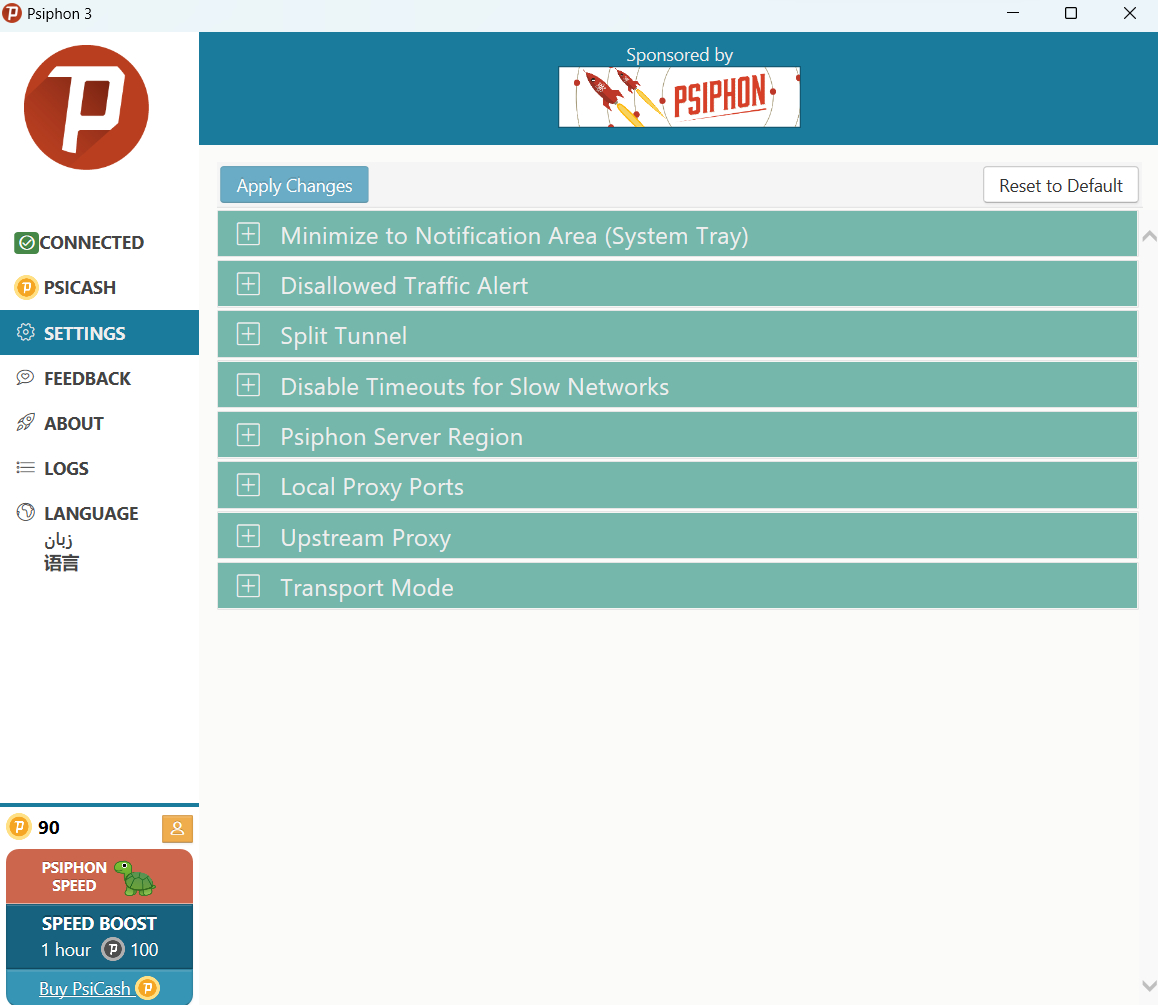 Psiphon 3
Sponsored by
PSIPHON
Apply Changes
Reset to Default
CONNECTED
PSICASH
SETTINGS
FEEDBACK
ABOUT
LOGS
LANGUAGE
زبان
语言
Minimize to Notification Area (System Tray)
Disallowed Traffic Alert
Split Tunnel
Disable Timeouts for Slow Networks
Psiphon Server Region
Local Proxy Ports
Upstream Proxy
Transport Mode
90
PSIPHON
SPEED
SPEED BOOST
1 hour 100
Buy PsiCash